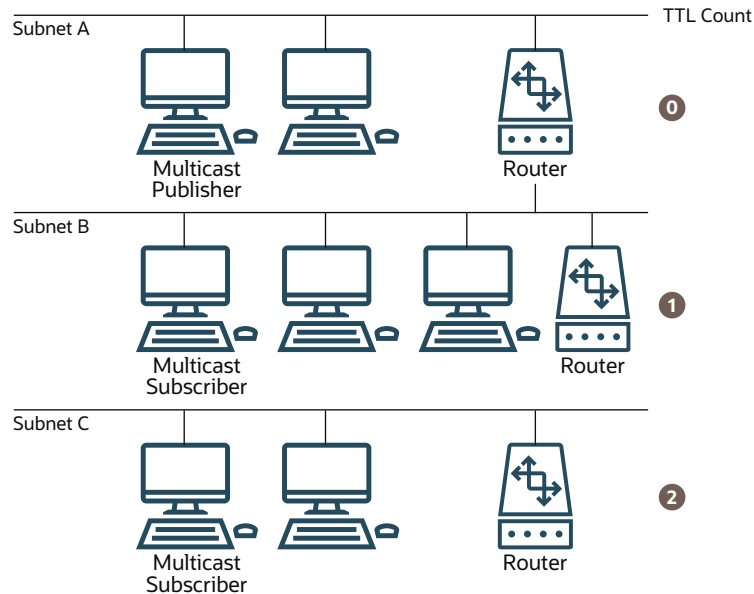 TTL Count
Subnet A
0
Multicast
Publisher
Router
Subnet B
1
Multicast
Subscriber
Router
Subnet C
2
Multicast
Subscriber
Router